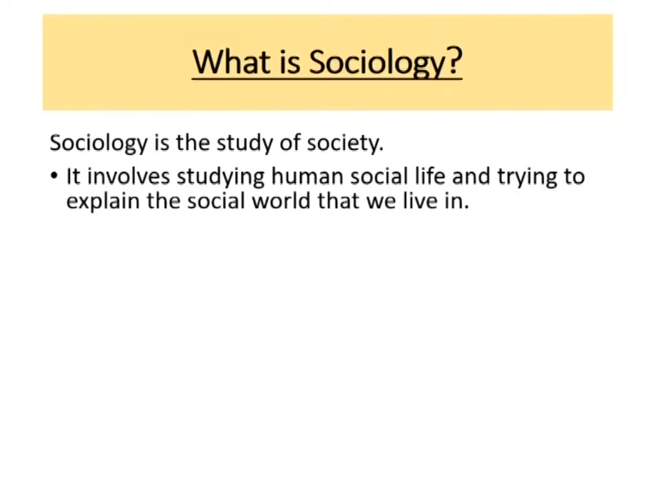 What is Sociology?
Sociology is the study of society.
• It involves studying human social life and trying to
explain the social world that we live in.